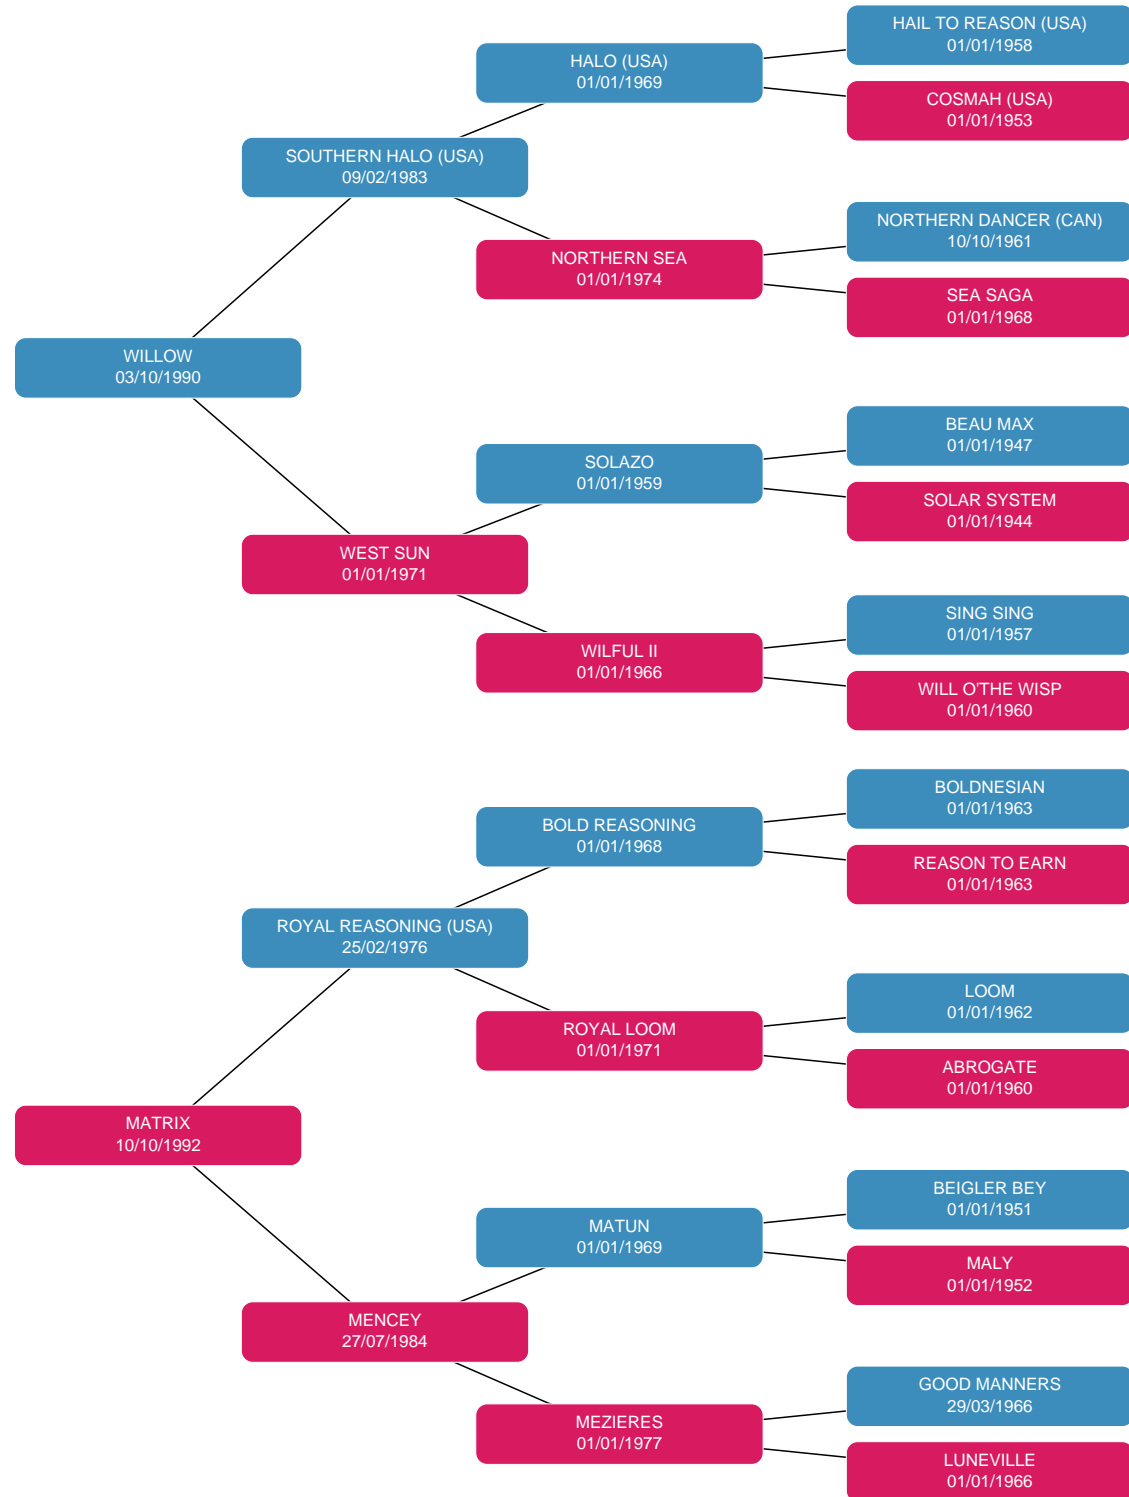 HAIL TO REASON (USA)
01/01/1958
HALO (USA)
01/01/1969
COSMAH (USA)
01/01/1953
SOUTHERN HALO (USA)
09/02/1983
NORTHERN DANCER (CAN)
10/10/1961
NORTHERN SEA
01/01/1974
SEA SAGA
01/01/1968
WILLOW
03/10/1990
BEAU MAX
01/01/1947
SOLAZO
01/01/1959
SOLAR SYSTEM
01/01/1944
WEST SUN
01/01/1971
SING SING
01/01/1957
WILFUL II
01/01/1966
WILL O'THE WISP
01/01/1960
BOLDNESIAN
01/01/1963
BOLD REASONING
01/01/1968
REASON TO EARN
01/01/1963
ROYAL REASONING (USA)
25/02/1976
LOOM
01/01/1962
ROYAL LOOM
01/01/1971
ABROGATE
01/01/1960
MATRIX
10/10/1992
BEIGLER BEY
01/01/1951
MATUN
01/01/1969
MALY
01/01/1952
MENCEY
27/07/1984
GOOD MANNERS
29/03/1966
MEZIERES
01/01/1977
LUNEVILLE
01/01/1966